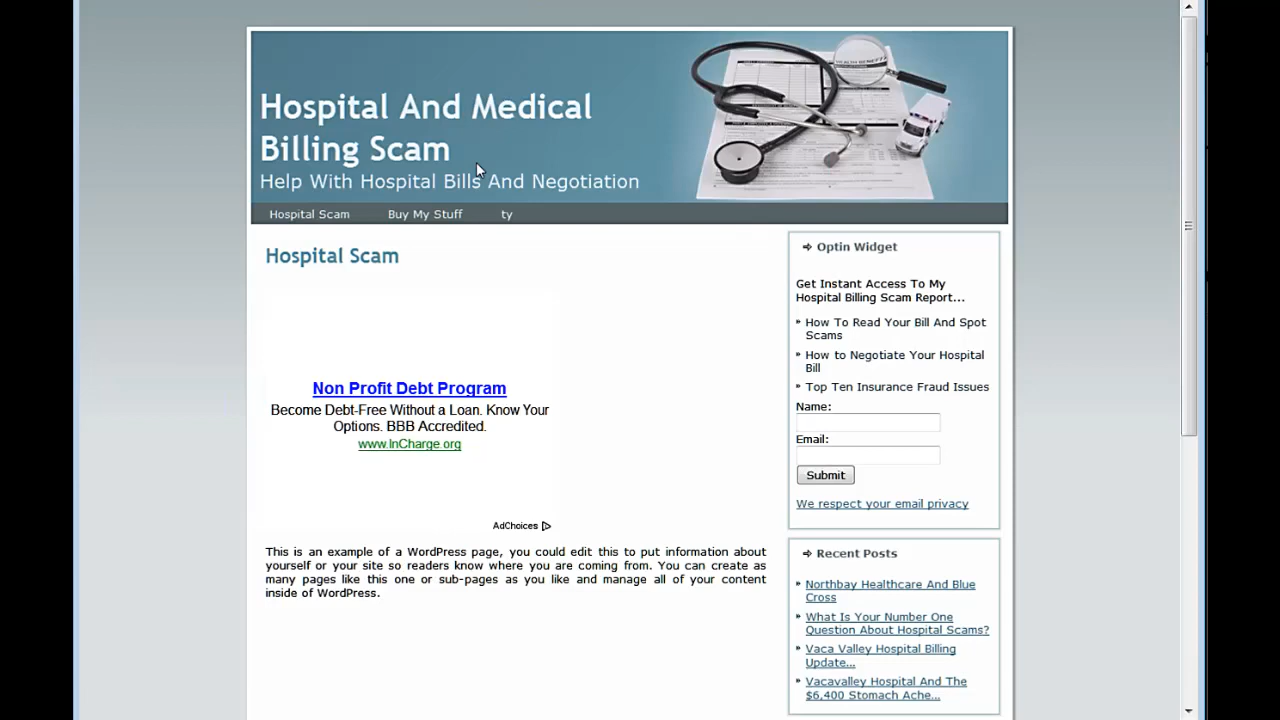 Hospital And Medical
Billing Scam
Help With Hospital Bills And Negotiation
Hospital Scam Buy My Stuff ty
Hospital Scam
Non Profit Debt Program
Become Debt-Free Without a Loan. Know Your
Options. BBB Accredited.
www.InCharge.org
AdChoices
This is an example of a WordPress page, you could edit this to put information about
yourself or your site so readers know where you are coming from. You can create as
many pages like this one or sub-pages as you like and manage all of your content
inside of WordPress.
Optin Widget
Get Instant Access To My
Hospital Billing Scam Report...
How To Read Your Bill And Spot
Scams
How to Negotiate Your Hospital
Bill
Top Ten Insurance Fraud Issues
Name:
Email:
Submit
We respect your email privacy
Recent Posts
Northbay Healthcare And Blue
Cross
What Is Your Number One
Question About Hospital Scams?
Vaca Valley Hospital Billing
Update...
Vacavalley Hospital And The
$6,400 Stomach Ache...